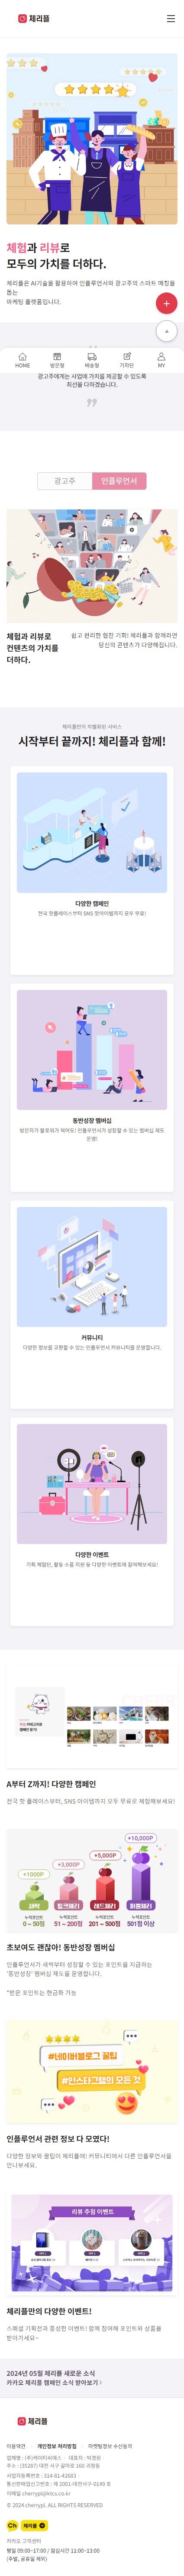 체리플
체험과 리뷰로
모두의 가치를 더하다.
체리플은 AI기술을 활용하여 인플루언서와 광고주의 스마트 매칭을 돕는
마케팅 플랫폼입니다.
HOME
방문형
배송형
기자단
MY
광고주에게는 사업에 가치를 제공할 수 있도록
최선을 다하겠습니다.
광고주
인플루언서
체험과 리뷰로
컨텐츠의 가치를
더하다.
쉽고 편리한 협찬 기회! 체리플과 함께라면
당신의 콘텐츠가 다양해집니다.
체리플만의 차별화된 서비스
시작부터 끝까지! 체리플과 함께!
다양한 캠페인
전국 핫플레이스부터 SNS 핫아이템까지 모두 무료!
동반성장 멤버십
방문자가 팔로워가 적어도! 인플루언서가 성장할 수 있는 멤버십 제도 운영!
커뮤니티
다양한 정보를 교환할 수 있는 인플루언서 커뮤니티를 운영합니다.
다양한 이벤트
기획 체험단, 활동 소품 지원 등 다양한 이벤트에 참여해보세요!
A부터 Z까지! 다양한 캠페인
전국 핫 플레이스부터, SNS 아이템까지 모두 무료로 체험해보세요!
+1000P
+3,000P
+5,000P
+10,000P
새싹
핑크체리
레드체리
퍼플체리
누적포인트
누적포인트
누적포인트
누적포인트
0 ~ 50점
51 ~ 200점
201 ~ 500점
501점 이상
초보여도 괜찮아! 동반성장 멤버십
인플루언서가 새싹부터 성장할 수 있는 포인트를 지급하는
'동반성장' 멤버십 제도를 운영합니다.
*받은 포인트는 현금화 가능
#네이버블로그 꿀팁
#인스타그램의 모든 것
인플루언서 관련 정보 다 모였다!
다양한 정보와 꿀팁이 체리플에! 커뮤니티에서 다른 인플루언서을 만나보세요.
리뷰 추첨 이벤트
체리플만의 다양한 이벤트!
스페셜 기획전과 풍성한 이벤트! 함께 참여해 포인트와 상품을 받아가세요~
2024년 05월 체리플 새로운 소식
카카오 체리플 캠페인 소식 받아보기 >
체리플
이용약관
개인정보 처리방침
마켓팅정보 수신동의
업체명 : (주)케이티씨에스
대표자 : 박경원
주소 : (35287) 대전 서구 갈마로 160 괴정동
사업자등록번호 : 314-81-43683
통신판매업신고번호 : 제 2001-대전서구-0140 호
이메일 cherrypl@ktcs.co.kr
© 2024 cherrypl. ALL RIGHTS RESERVED
Ch 체리플
카카오 고객센터
평일 09:00~17:00 / 점심시간 11:00~13:00
(주말, 공휴일 제외)